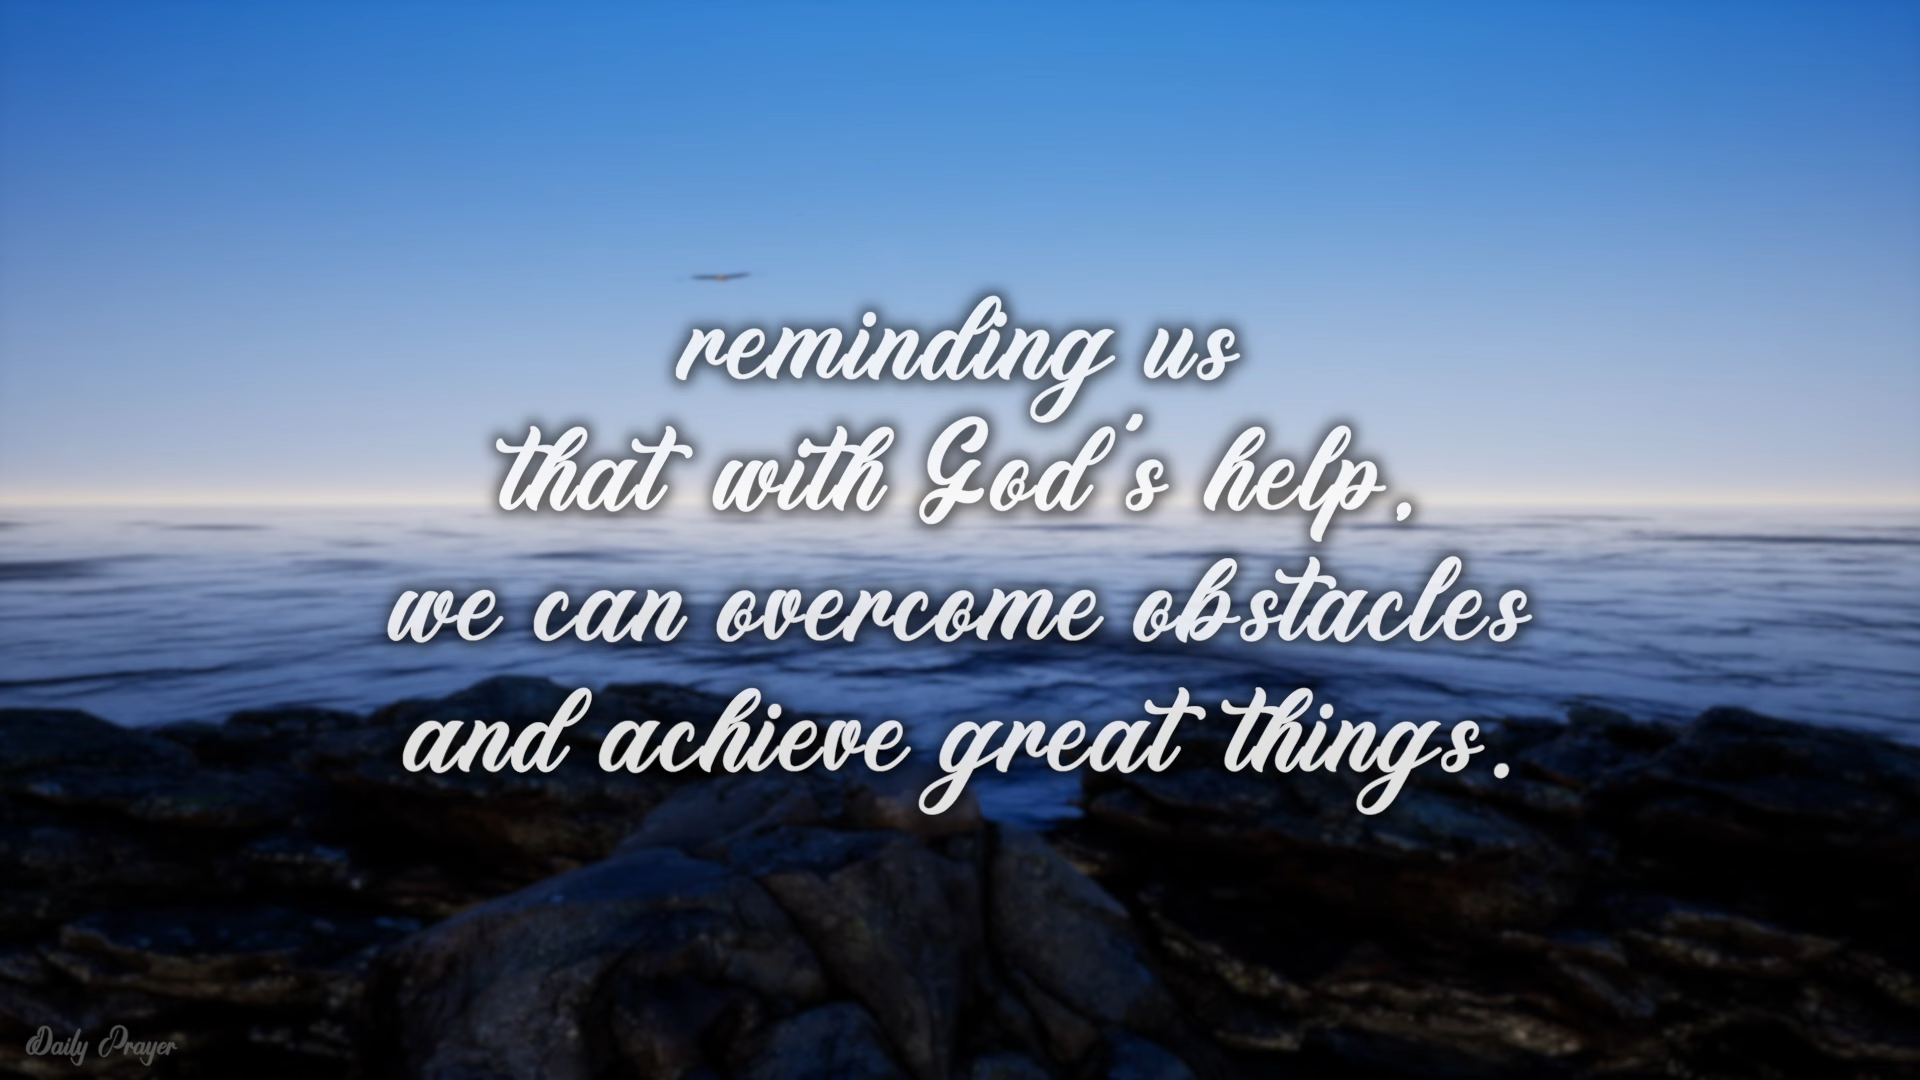 reminding us
that with God's help,
we can overcome obstacles
and achieve great things.
Daily Prayer